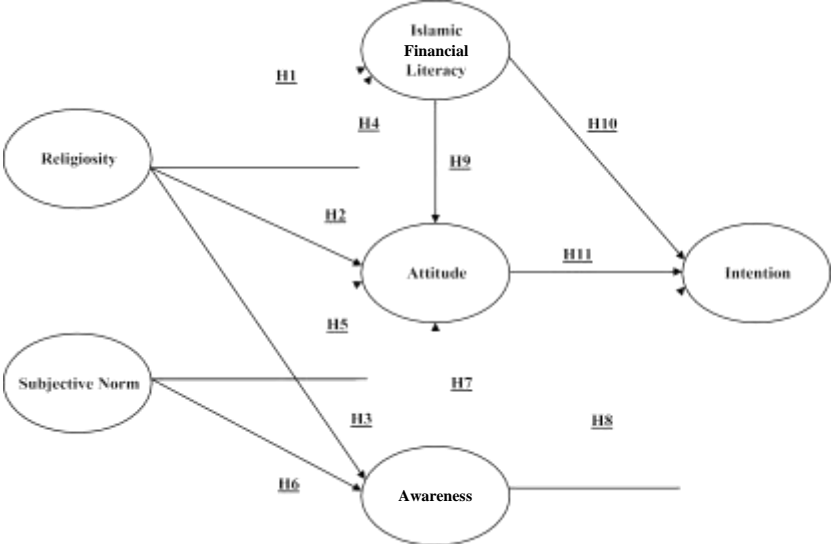 Islamic
Financial
Literacy
H1
H4
H10
Religiosity
H9
H2
H11
Attitude
Intention
H5
Subjective Norm
H7
H3
H8
H6
Awareness